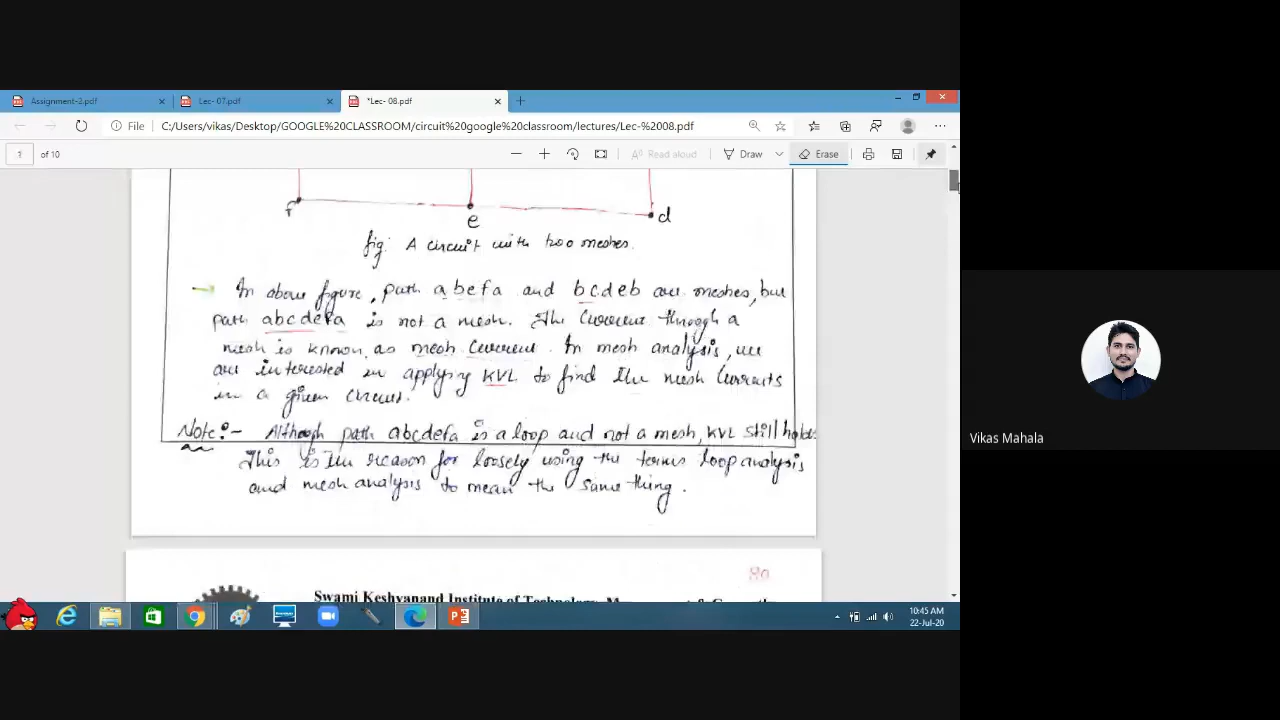 Assignment-2.pdf
Lec- 07.pdf
*Lec- 08.pdf
File
C:/Users/vikas/Desktop/GOOGLE%20CLASSROOM/circuit%20google%20classroom/lectures/Lec-%2008.pdf
1 of 10
Read aloud
Draw
Erase
f
e
d
fig: A circuit with two meshes.
→ In above figure, path abefa and bcdeb are meshes, but
path abcdefa is not a mesh. The Current through a
mesh is known as mesh Current. In mesh analysis, we
are interested in applying KVL to find the mesh Currents
in a given circuit.
Note:- Although path abcdefa is a loop and not a mesh, KVL still holds.
This is the reason for loosely using the terms loop analysis
and mesh analysis to mean the same thing.
Swami Keshvanand Institute of Technology,
Vikas Mahala
10:45 AM
22-Jul-20